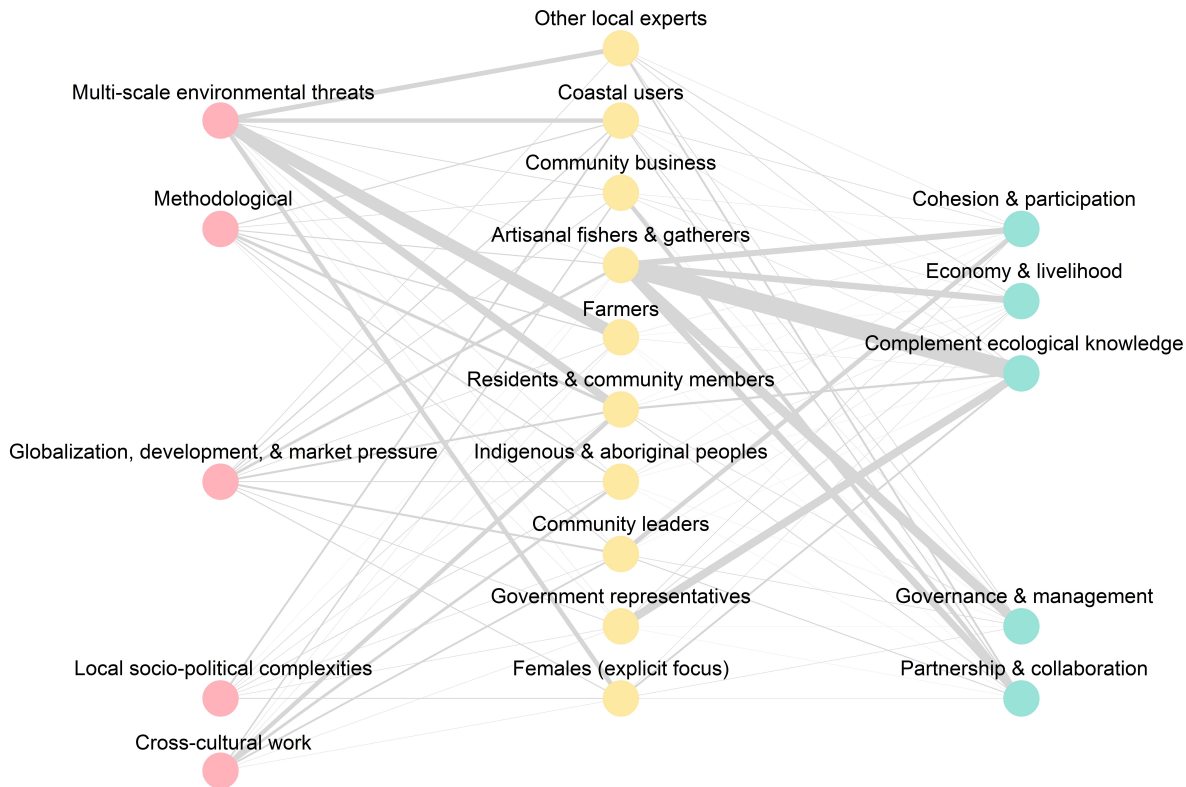 Other local experts
Multi-scale environmental threats
Coastal users
Community business
Methodological
Cohesion & participation
Artisanal fishers & gatherers
Economy & livelihood
Farmers
Complement ecological knowledge
Residents & community members
Globalization, development, & market pressure
Indigenous & aboriginal peoples
Community leaders
Government representatives
Governance & management
Local socio-political complexities
Females (explicit focus)
Partnership & collaboration
Cross-cultural work